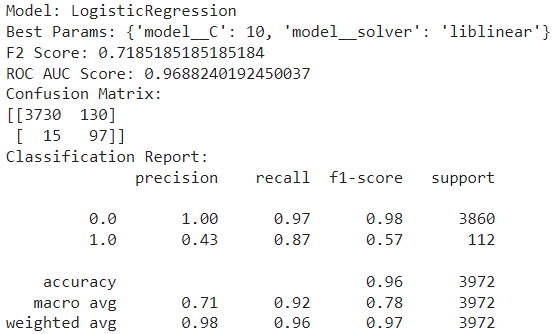 Model: LogisticRegression
Best Params: {'model__C': 10, 'model__solver': 'liblinear'}
F2 Score: 0.7185185185185184
ROC AUC Score: 0.9688240192450037
Confusion Matrix:
[[3730  130]
 [  15   97]]
Classification Report:
              precision    recall  f1-score   support

         0.0       1.00      0.97      0.98      3860
         1.0       0.43      0.87      0.57       112

    accuracy                           0.96      3972
   macro avg       0.71      0.92      0.78      3972
weighted avg       0.98      0.96      0.97      3972